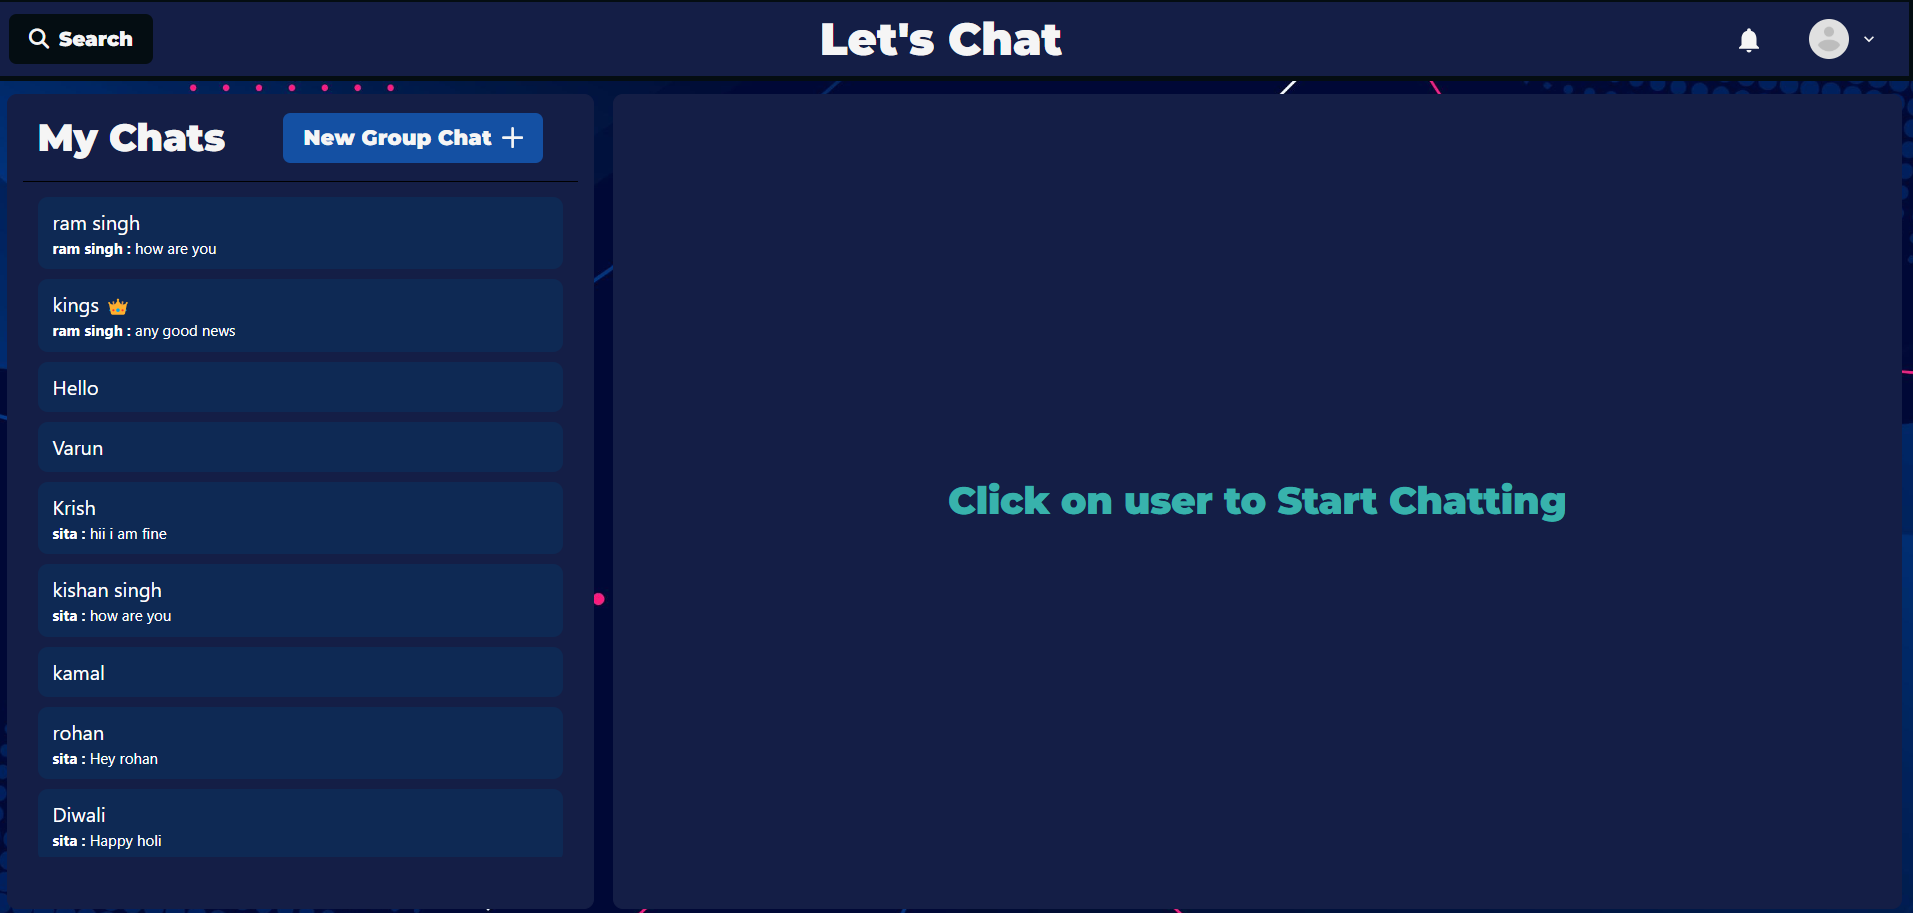 Search
Let's Chat
My Chats
New Group Chat +
ram singh
ram singh : how are you
kings 👑
ram singh : any good news
Hello
Varun
Krish
sita : hii i am fine
kishan singh
sita : how are you
kamal
rohan
sita : Hey rohan
Diwali
sita : Happy holi
Click on user to Start Chatting